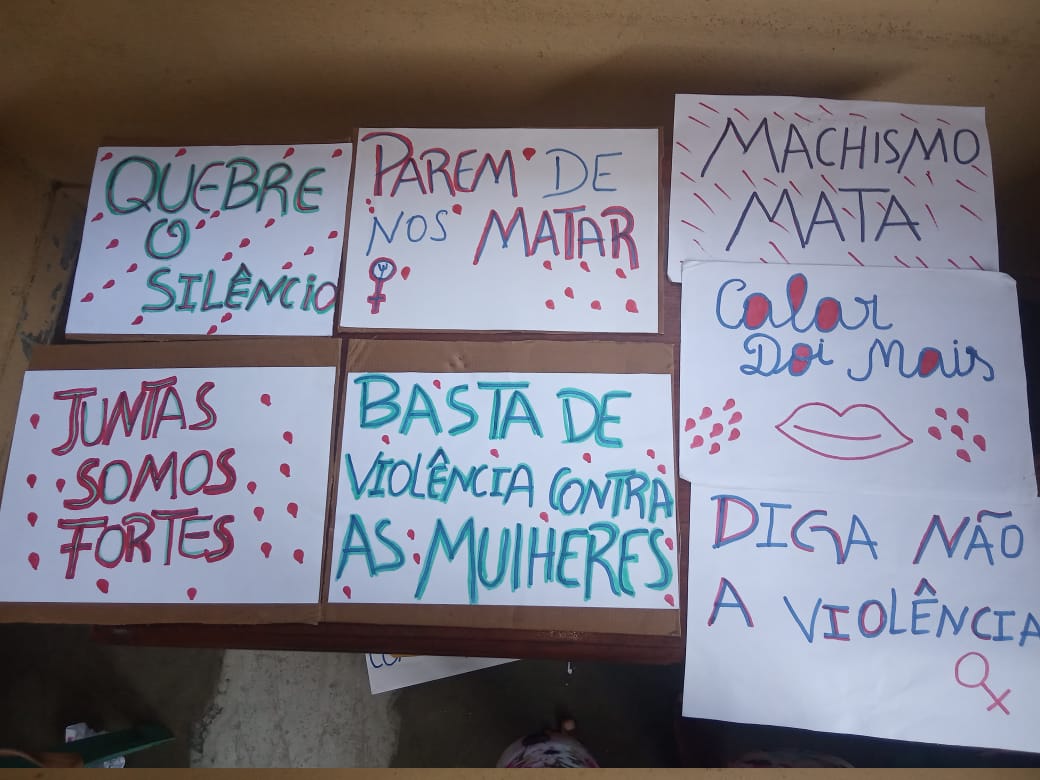 QUEBRE
O
SILÊNCIO
PAREM DE
NOS MATAR
MACHISMO
MATA
Calar
Doi Mais
JUNTAS
SOMOS
FORTES
BASTA DE
VIOLÊNCIA CONTRA
AS MULHERES
DIGA NÃO
A VIOLÊNCIA